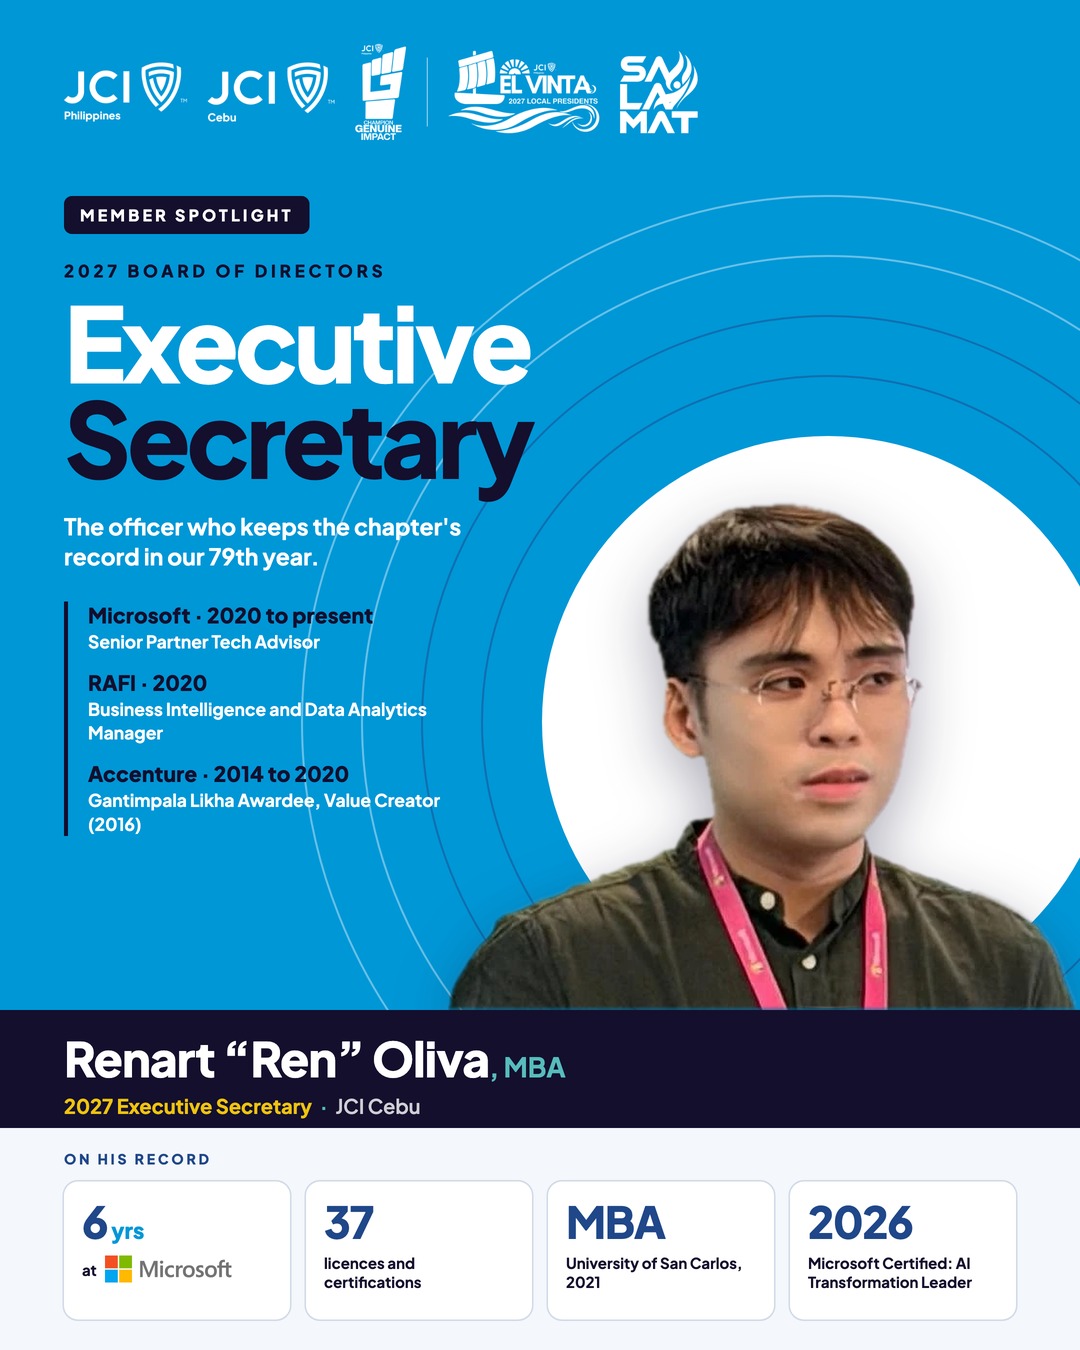 JCI
Philippines
JCI
Cebu
JCI
CHAMPION
GENUINE
IMPACT
JCI
EL VINTA
2027 LOCAL PRESIDENTS
SA
LA
MAT
MEMBER SPOTLIGHT
2027 BOARD OF DIRECTORS
Executive
Secretary
The officer who keeps the chapter's
record in our 79th year.
Microsoft · 2020 to present
Senior Partner Tech Advisor
RAFI · 2020
Business Intelligence and Data Analytics
Manager
Accenture · 2014 to 2020
Gantimpala Likha Awardee, Value Creator
(2016)
Renart “Ren” Oliva, MBA
2027 Executive Secretary · JCI Cebu
ON HIS RECORD
6 yrs
at Microsoft
37
licences and
certifications
MBA
University of San Carlos,
2021
2026
Microsoft Certified: AI
Transformation Leader